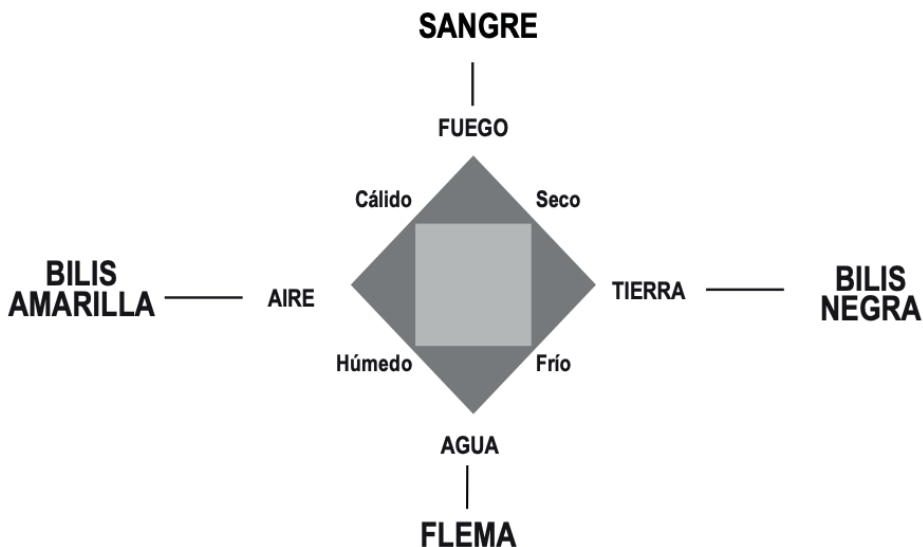 SANGRE
FUEGO
Cálido
Seco
BILIS
AMARILLA
AIRE
TIERRA
BILIS
NEGRA
Húmedo
Frío
AGUA
FLEMA